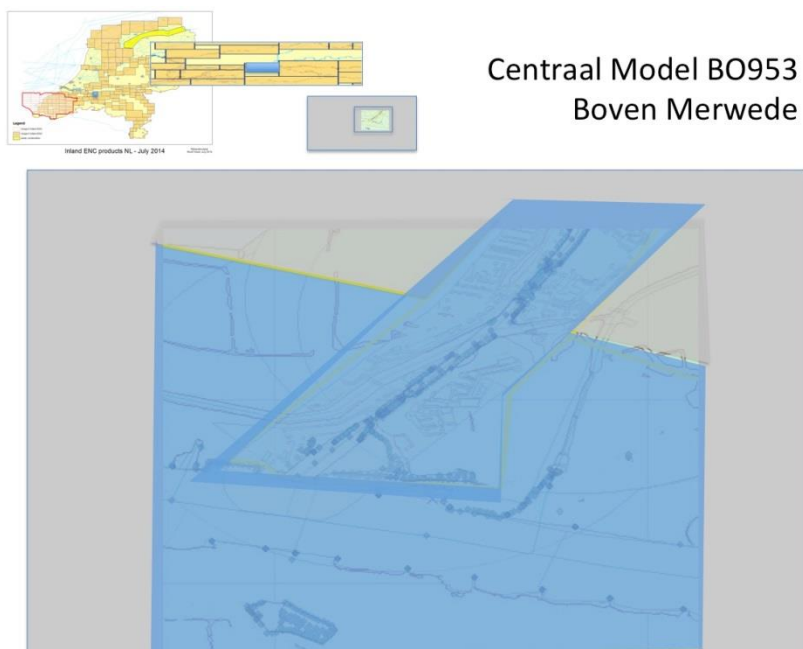 Centraal Model BO953
Boven Merwede
Legend
Inland ENC products NL - July 2014